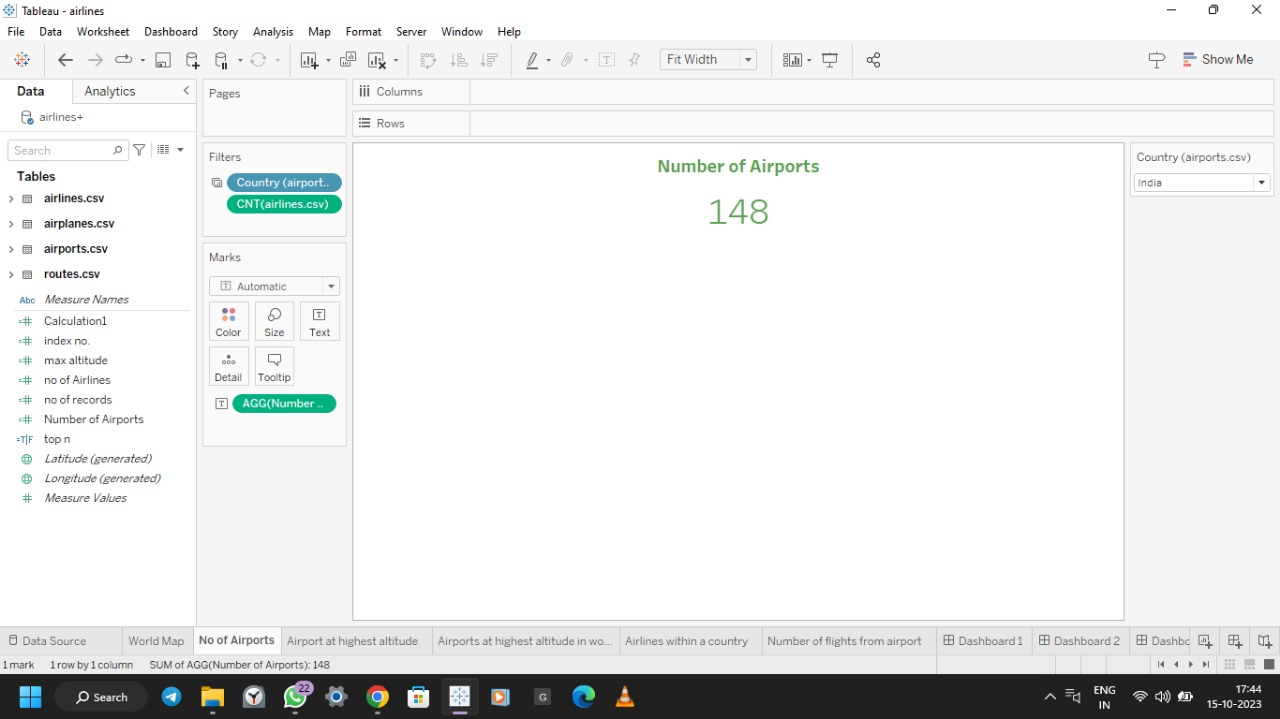 Tableau - airlines
File Data Worksheet Dashboard Story Analysis Map Format Server Window Help
Fit Width
Show Me
Data Analytics
airlines+
Search
Tables
airlines.csv
airplanes.csv
airports.csv
routes.csv
Abc Measure Names
Calculation1
index no.
max altitude
no of Airlines
no of records
Number of Airports
=T|F top n
Latitude (generated)
Longitude (generated)
Measure Values
Pages
Filters
Country (airport..
CNT(airlines.csv)
Marks
Automatic
Color Size Text
Detail Tooltip
AGG(Number ..
Columns
Rows
Number of Airports
148
Country (airports.csv)
India
Data Source World Map No of Airports Airport at highest altitude Airports at highest altitude in wo... Airlines within a country Number of flights from airport Dashboard 1 Dashboard 2 Dashbc
1 mark 1 row by 1 column SUM of AGG(Number of Airports): 148
Search
22
G
ENG
IN
17:44
15-10-2023